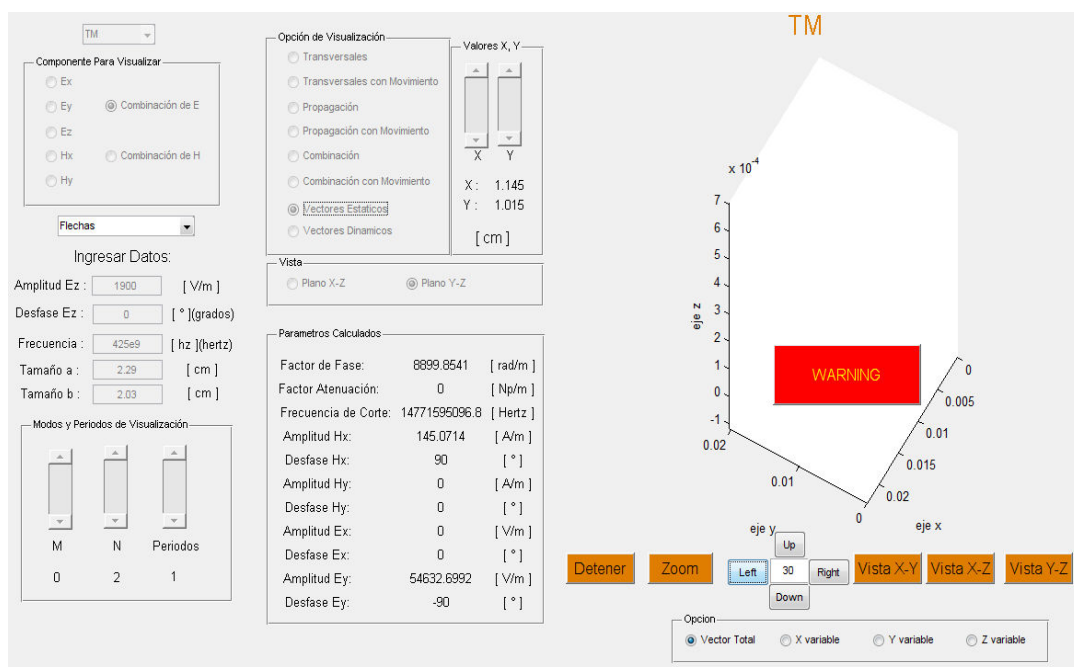 TM
Componente Para Visualizar
Ex
Ey
Combinación de E
Ez
Hx
Combinación de H
Hy
Flechas
Ingresar Datos:
Amplitud Ez : 1900 [ V/m ]
Desfase Ez : 0 [ ° ](grados)
Frecuencia : 425e9 [ hz ](hertz)
Tamaño a : 2.29 [ cm ]
Tamaño b : 2.03 [ cm ]
Modos y Periodos de Visualización
M N Periodos
0 2 1
Opción de Visualización
Transversales
Transversales con Movimiento
Propagación
Propagación con Movimiento
Combinación
Combinación con Movimiento
Vectores Estaticos
Vectores Dinamicos
Valores X, Y
X Y
X : 1.145
Y : 1.015
[ cm ]
Vista
Plano X-Z
Plano Y-Z
Parametros Calculados
Factor de Fase: 8899.8541 [ rad/m ]
Factor Atenuación: 0 [ Np/m ]
Frecuencia de Corte: 14771595096.8 [ Hertz ]
Amplitud Hx: 145.0714 [ A/m ]
Desfase Hx: 90 [ ° ]
Amplitud Hy: 0 [ A/m ]
Desfase Hy: 0 [ ° ]
Amplitud Ex: 0 [ V/m ]
Desfase Ex: 0 [ ° ]
Amplitud Ey: 54632.6992 [ V/m ]
Desfase Ey: -90 [ ° ]
TM
x 10-4
7
6
5
4
3
2
1
0
-1
eje z
WARNING
0.02
0.01
0
eje y
0
0.005
0.01
0.015
0.02
eje x
Detener
Zoom
Up
Left
30
Right
Down
Vista X-Y
Vista X-Z
Vista Y-Z
Opcion
Vector Total
X variable
Y variable
Z variable